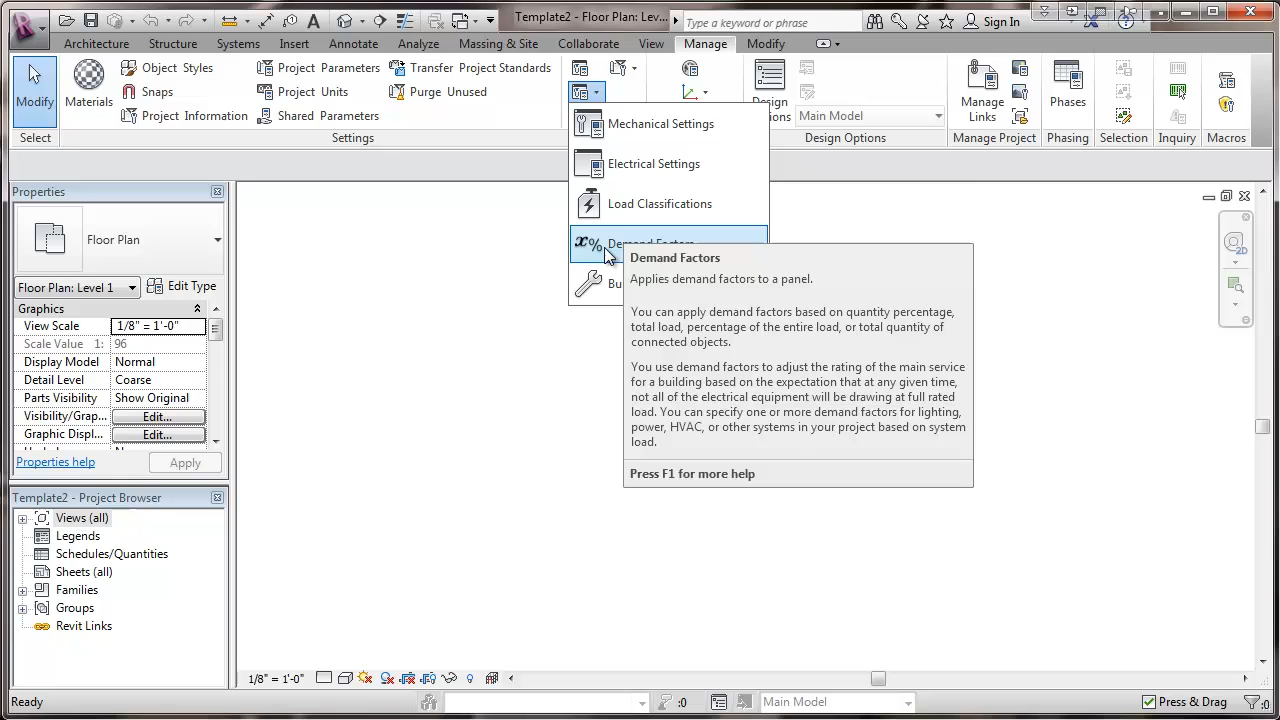 Template2 - Floor Plan: Lev...
Type a keyword or phrase
Sign In
Architecture
Structure
Systems
Insert
Annotate
Analyze
Massing & Site
Collaborate
View
Manage
Modify
Modify
Materials
Object Styles
Snaps
Project Information
Project Parameters
Project Units
Shared Parameters
Transfer Project Standards
Purge Unused
Design
Main Model
Manage
Links
Phases
Select
Settings
Design Options
Manage Project
Phasing
Selection
Inquiry
Macros
Mechanical Settings
Electrical Settings
Load Classifications
Demand Factors
Bu
Demand Factors
Applies demand factors to a panel.
You can apply demand factors based on quantity percentage,
total load, percentage of the entire load, or total quantity of
connected objects.
You use demand factors to adjust the rating of the main service
for a building based on the expectation that at any given time,
not all of the electrical equipment will be drawing at full rated
load. You can specify one or more demand factors for lighting,
power, HVAC, or other systems in your project based on system
load.
Press F1 for more help
Properties
Floor Plan
Floor Plan: Level 1
Edit Type
Graphics
View Scale 1/8" = 1'-0"
Scale Value 1: 96
Display Model Normal
Detail Level Coarse
Parts Visibility Show Original
Visibility/Grap... Edit...
Graphic Displ... Edit...
Properties help
Apply
Template2 - Project Browser
Views (all)
Legends
Schedules/Quantities
Sheets (all)
Families
Groups
Revit Links
1/8" = 1'-0"
Ready
:0
Main Model
Press & Drag
:0